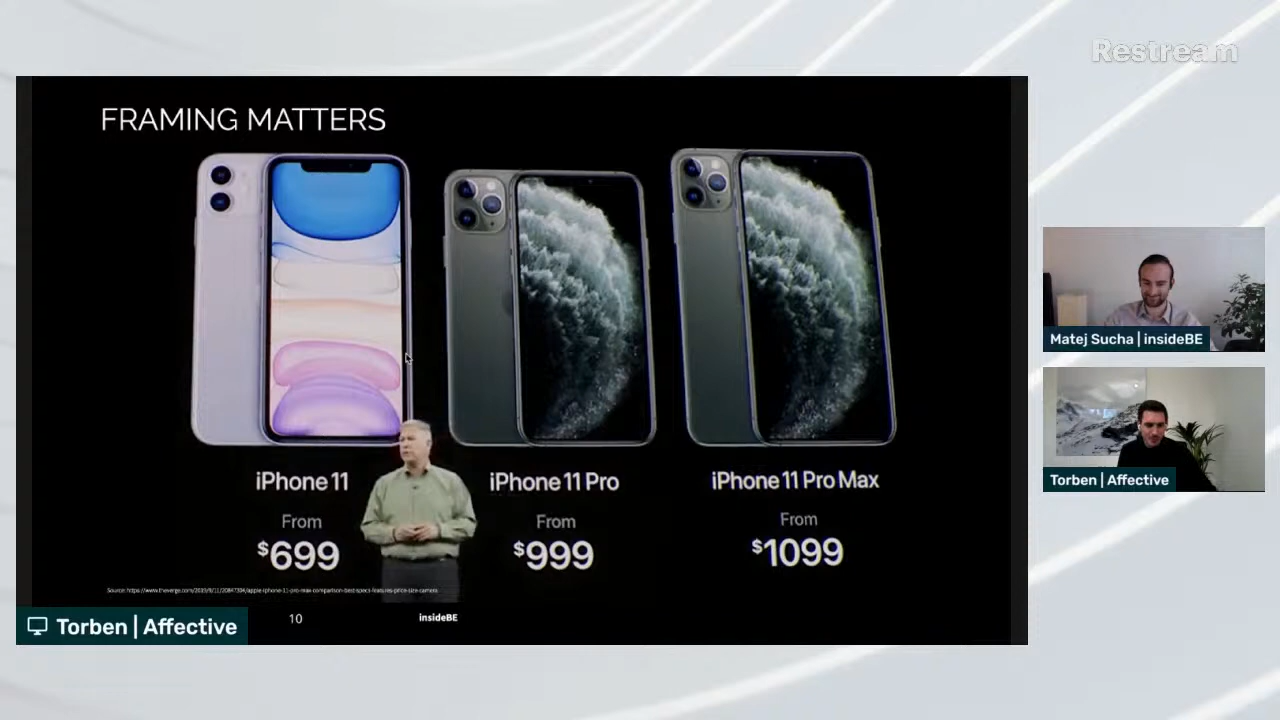 Restream
FRAMING MATTERS
iPhone 11
From
$699
iPhone 11 Pro
From
$999
iPhone 11 Pro Max
From
$1099
10
insideBE
Torben | Affective
Matej Sucha | insideBE
Torben | Affective